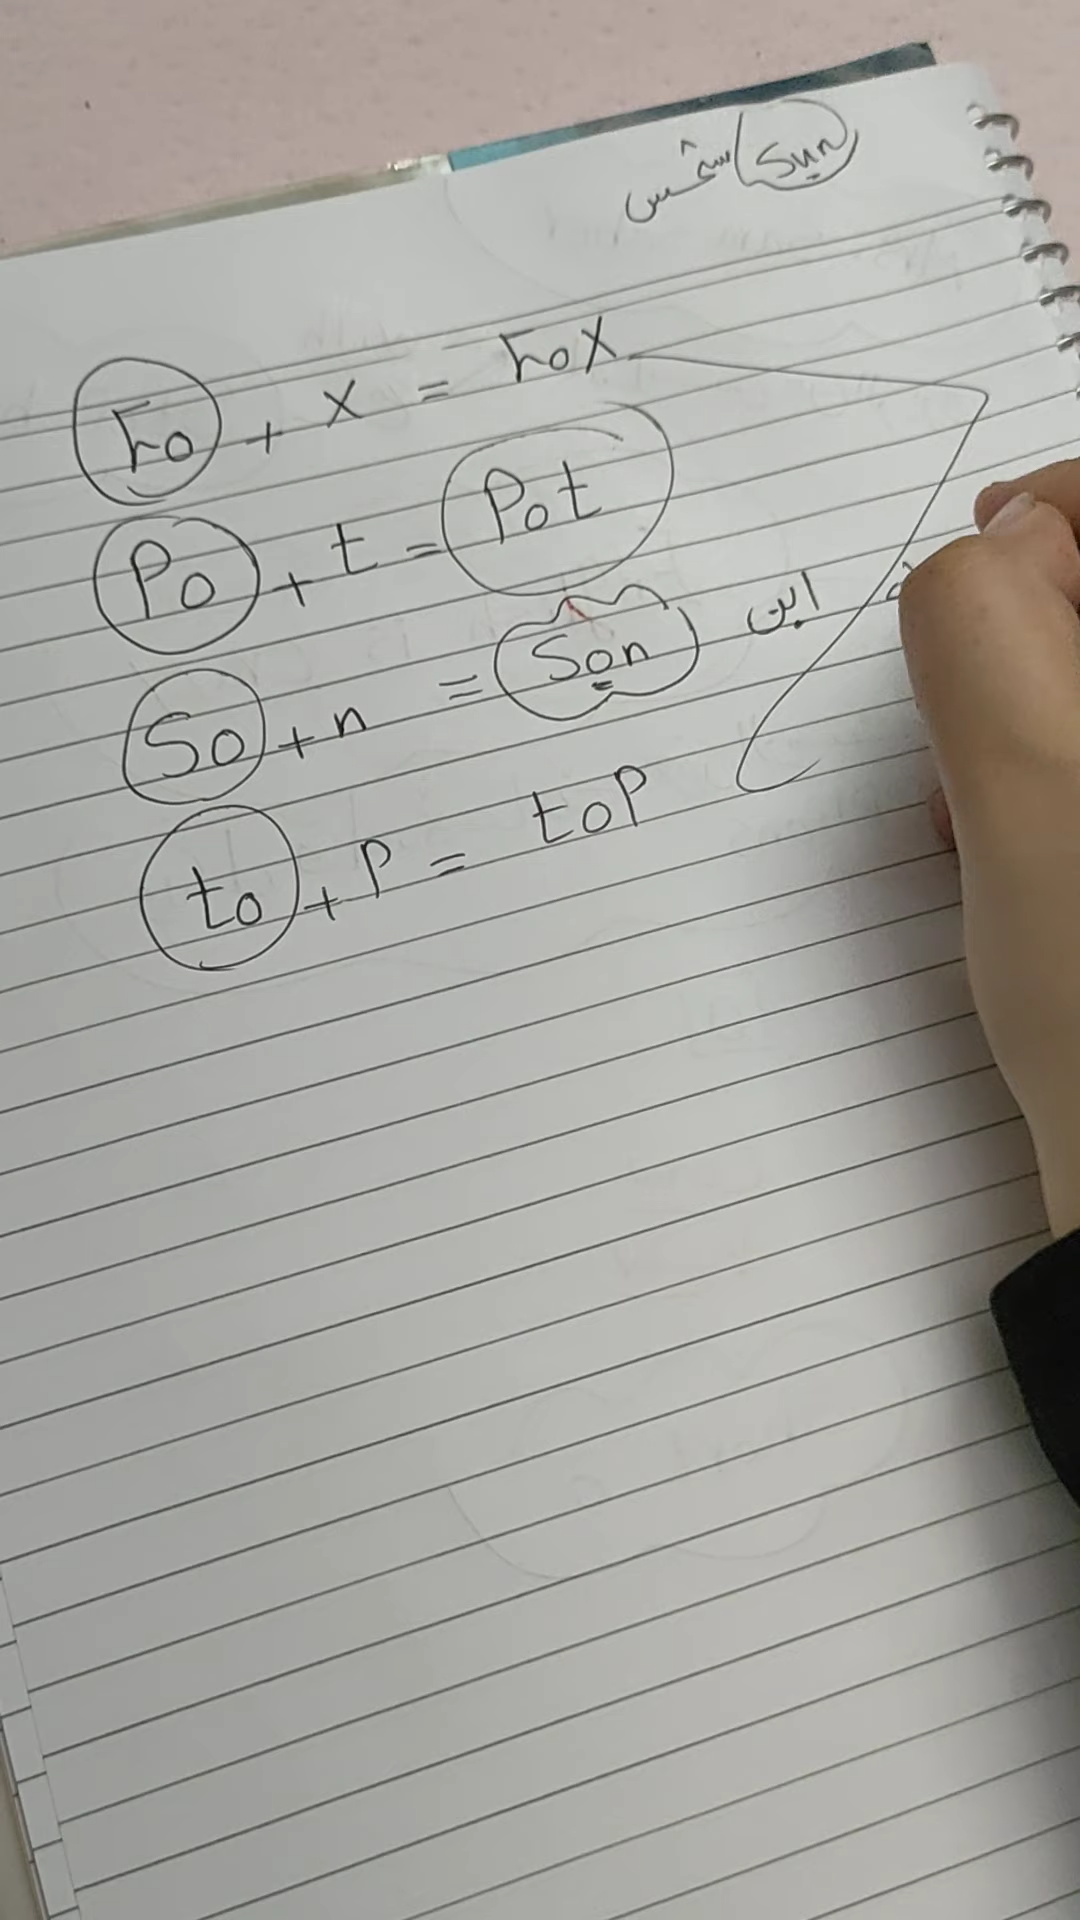 شمس sun
Fo + x = Fox
Po + t = Pot
So + n = Son ابن
to + P = toP